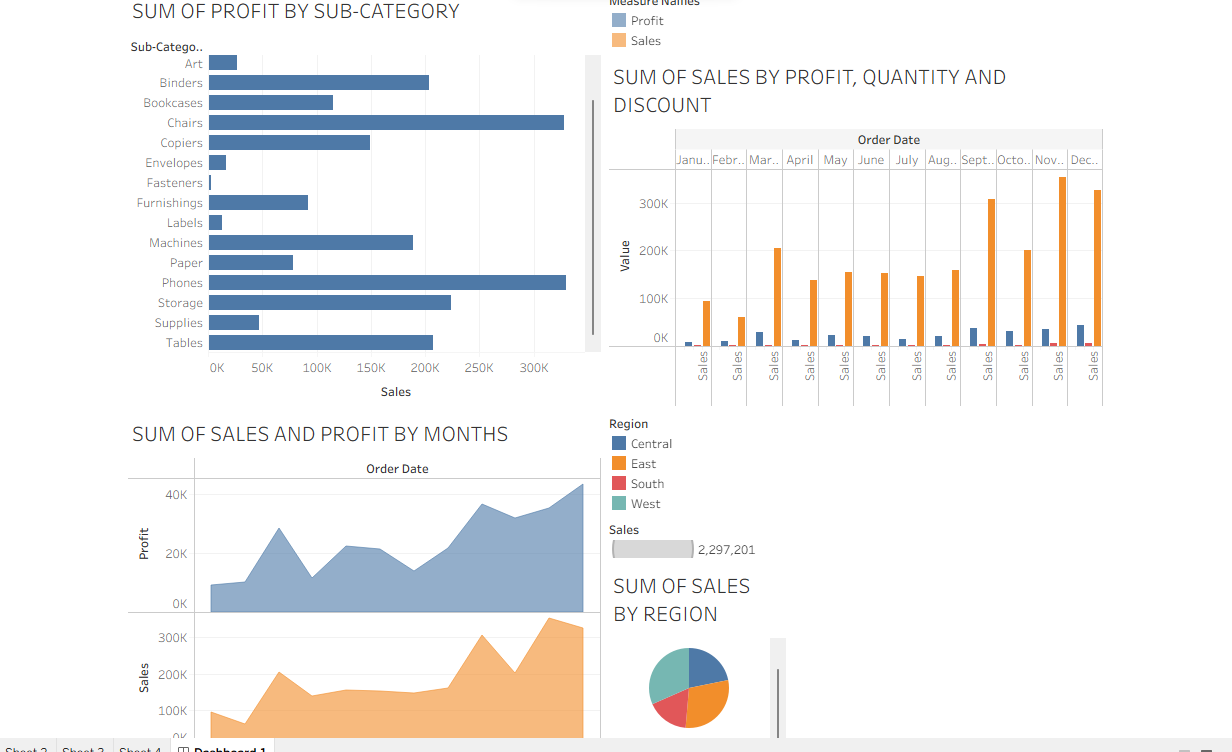 SUM OF PROFIT BY SUB-CATEGORY
Sub-Catego..
Art
Binders
Bookcases
Chairs
Copiers
Envelopes
Fasteners
Furnishings
Labels
Machines
Paper
Phones
Storage
Supplies
Tables
0K 50K 100K 150K 200K 250K 300K
Sales
Measure Names
Profit
Sales
SUM OF SALES BY PROFIT, QUANTITY AND
DISCOUNT
Order Date
Janu.. Febr.. Mar.. April May June July Aug.. Sept.. Octo.. Nov.. Dec..
300K
200K
100K
0K
Value
Sales Sales Sales Sales Sales Sales Sales Sales Sales Sales Sales Sales
SUM OF SALES AND PROFIT BY MONTHS
Order Date
40K
20K
0K
Profit
300K
200K
100K
0K
Sales
Region
Central
East
South
West
Sales
2,297,201
SUM OF SALES
BY REGION
Sheet 2 Sheet 3 Sheet 4 Dashboard 1